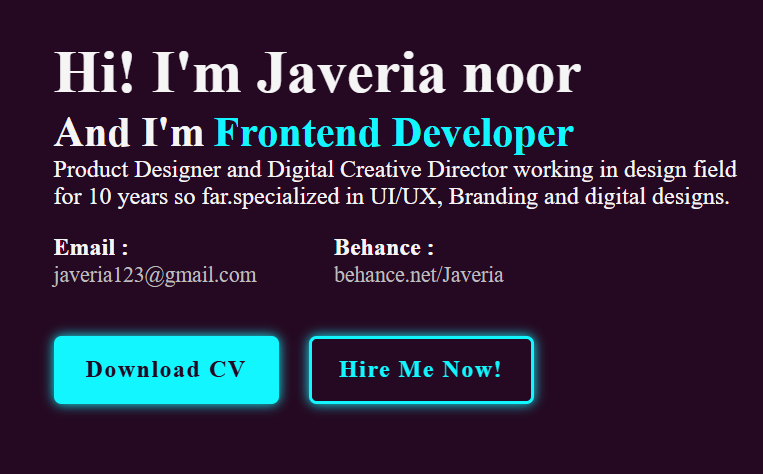 Hi! I'm Javeria noor
And I'm Frontend Developer
Product Designer and Digital Creative Director working in design field
for 10 years so far.specialized in UI/UX, Branding and digital designs.
Email :
javeria123@gmail.com
Behance :
behance.net/Javeria
Download CV
Hire Me Now!